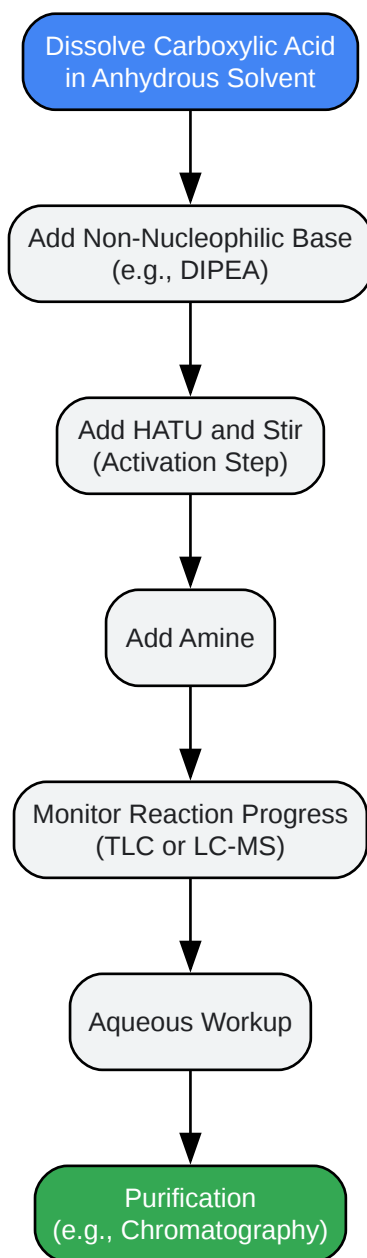 Dissolve Carboxylic Acid
in Anhydrous Solvent
Add Non-Nucleophilic Base
(e.g., DIPEA)
Add HATU and Stir
(Activation Step)
Add Amine
Monitor Reaction Progress
(TLC or LC-MS)
Aqueous Workup
Purification
(e.g., Chromatography)